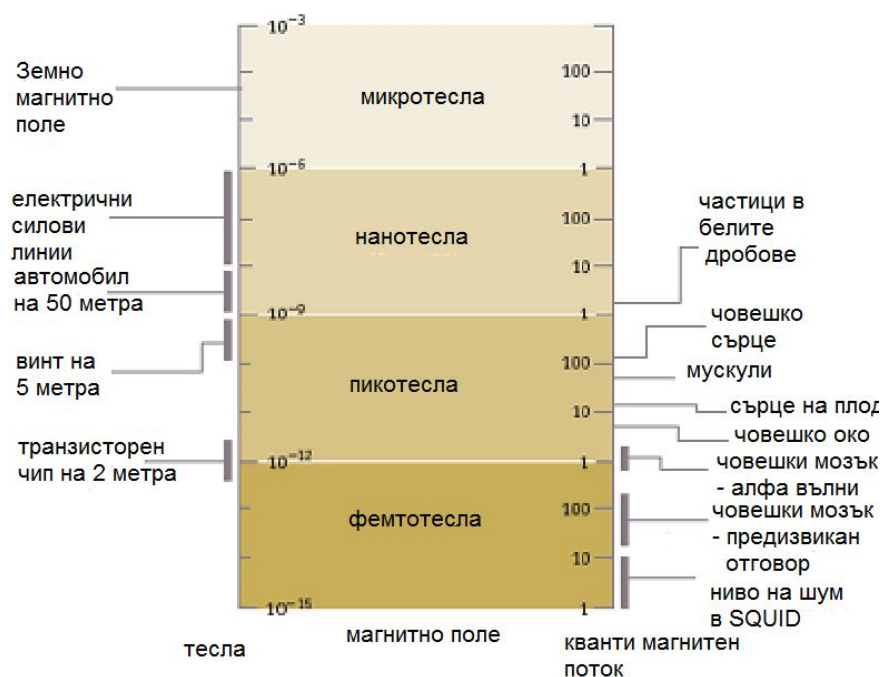 10⁻³
Земно
магнитно
поле
микротесла
100
10
10⁻⁶
1
електрични
силови
линии
нанотесла
100
10
частици в
белите
дробове
автомобил
на 50 метра
10⁻⁹
1
човешко
сърце
винт на
5 метра
пикотесла
100
10
мускули
сърце на плод
човешко око
транзисторен
чип на 2 метра
10⁻¹²
1
човешки мозък
- алфа вълни
фемтотесла
100
10
човешки мозък
- предизвикан
отговор
10⁻¹⁵
1
ниво на шум
в SQUID
тесла
магнитно поле
кванти магнитен
поток